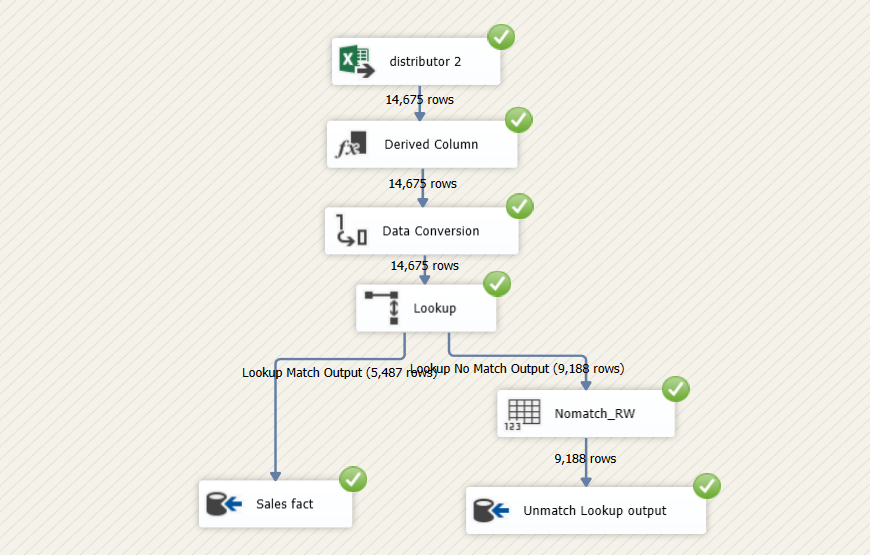 distributor 2
14,675 rows
Derived Column
14,675 rows
Data Conversion
14,675 rows
Lookup
Lookup Match Output (5,487 rows)
Lookup No Match Output (9,188 rows)
123
Nomatch_RW
9,188 rows
Sales fact
Unmatch Lookup output